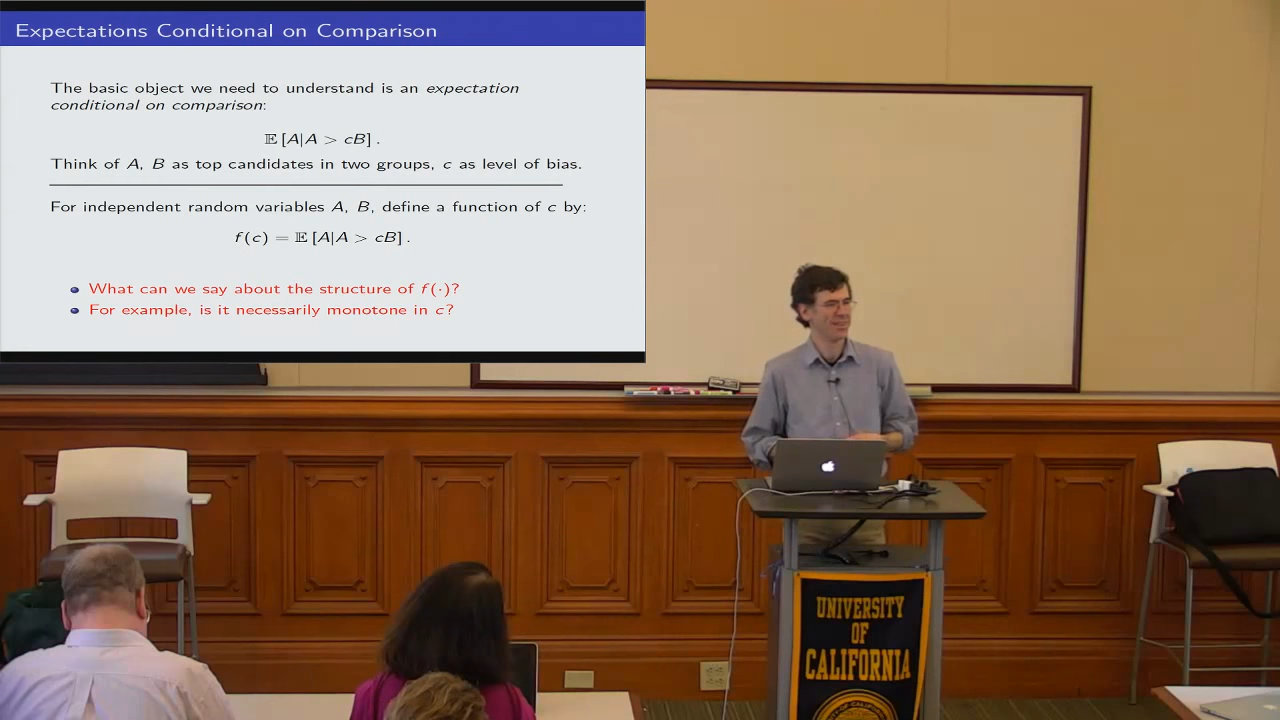 Expectations Conditional on Comparison
The basic object we need to understand is an expectation
conditional on comparison:
𝔼 [A|A > cB] .
Think of A, B as top candidates in two groups, c as level of bias.
For independent random variables A, B, define a function of c by:
f(c) = 𝔼 [A|A > cB] .
What can we say about the structure of f(·)?
For example, is it necessarily monotone in c?
UNIVERSITY
OF
CALIFORNIA